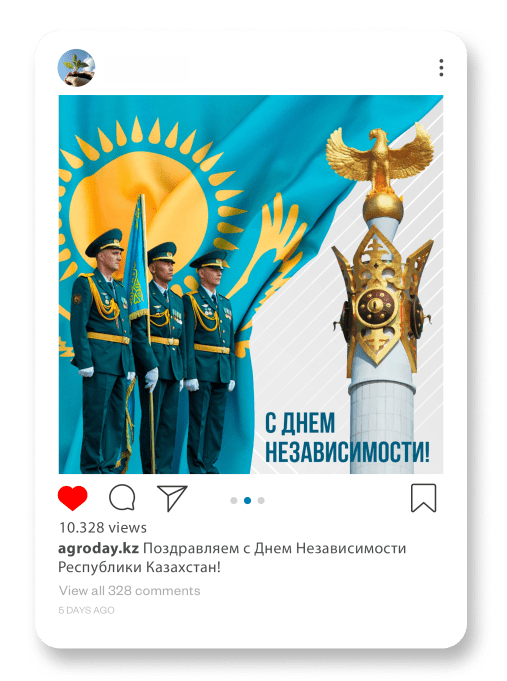 С ДНЕМ
НЕЗАВИСИМОСТИ!
10.328 views
agroday.kz Поздравляем с Днем Независимости
Республики Казахстан!
View all 328 comments
5 DAYS AGO